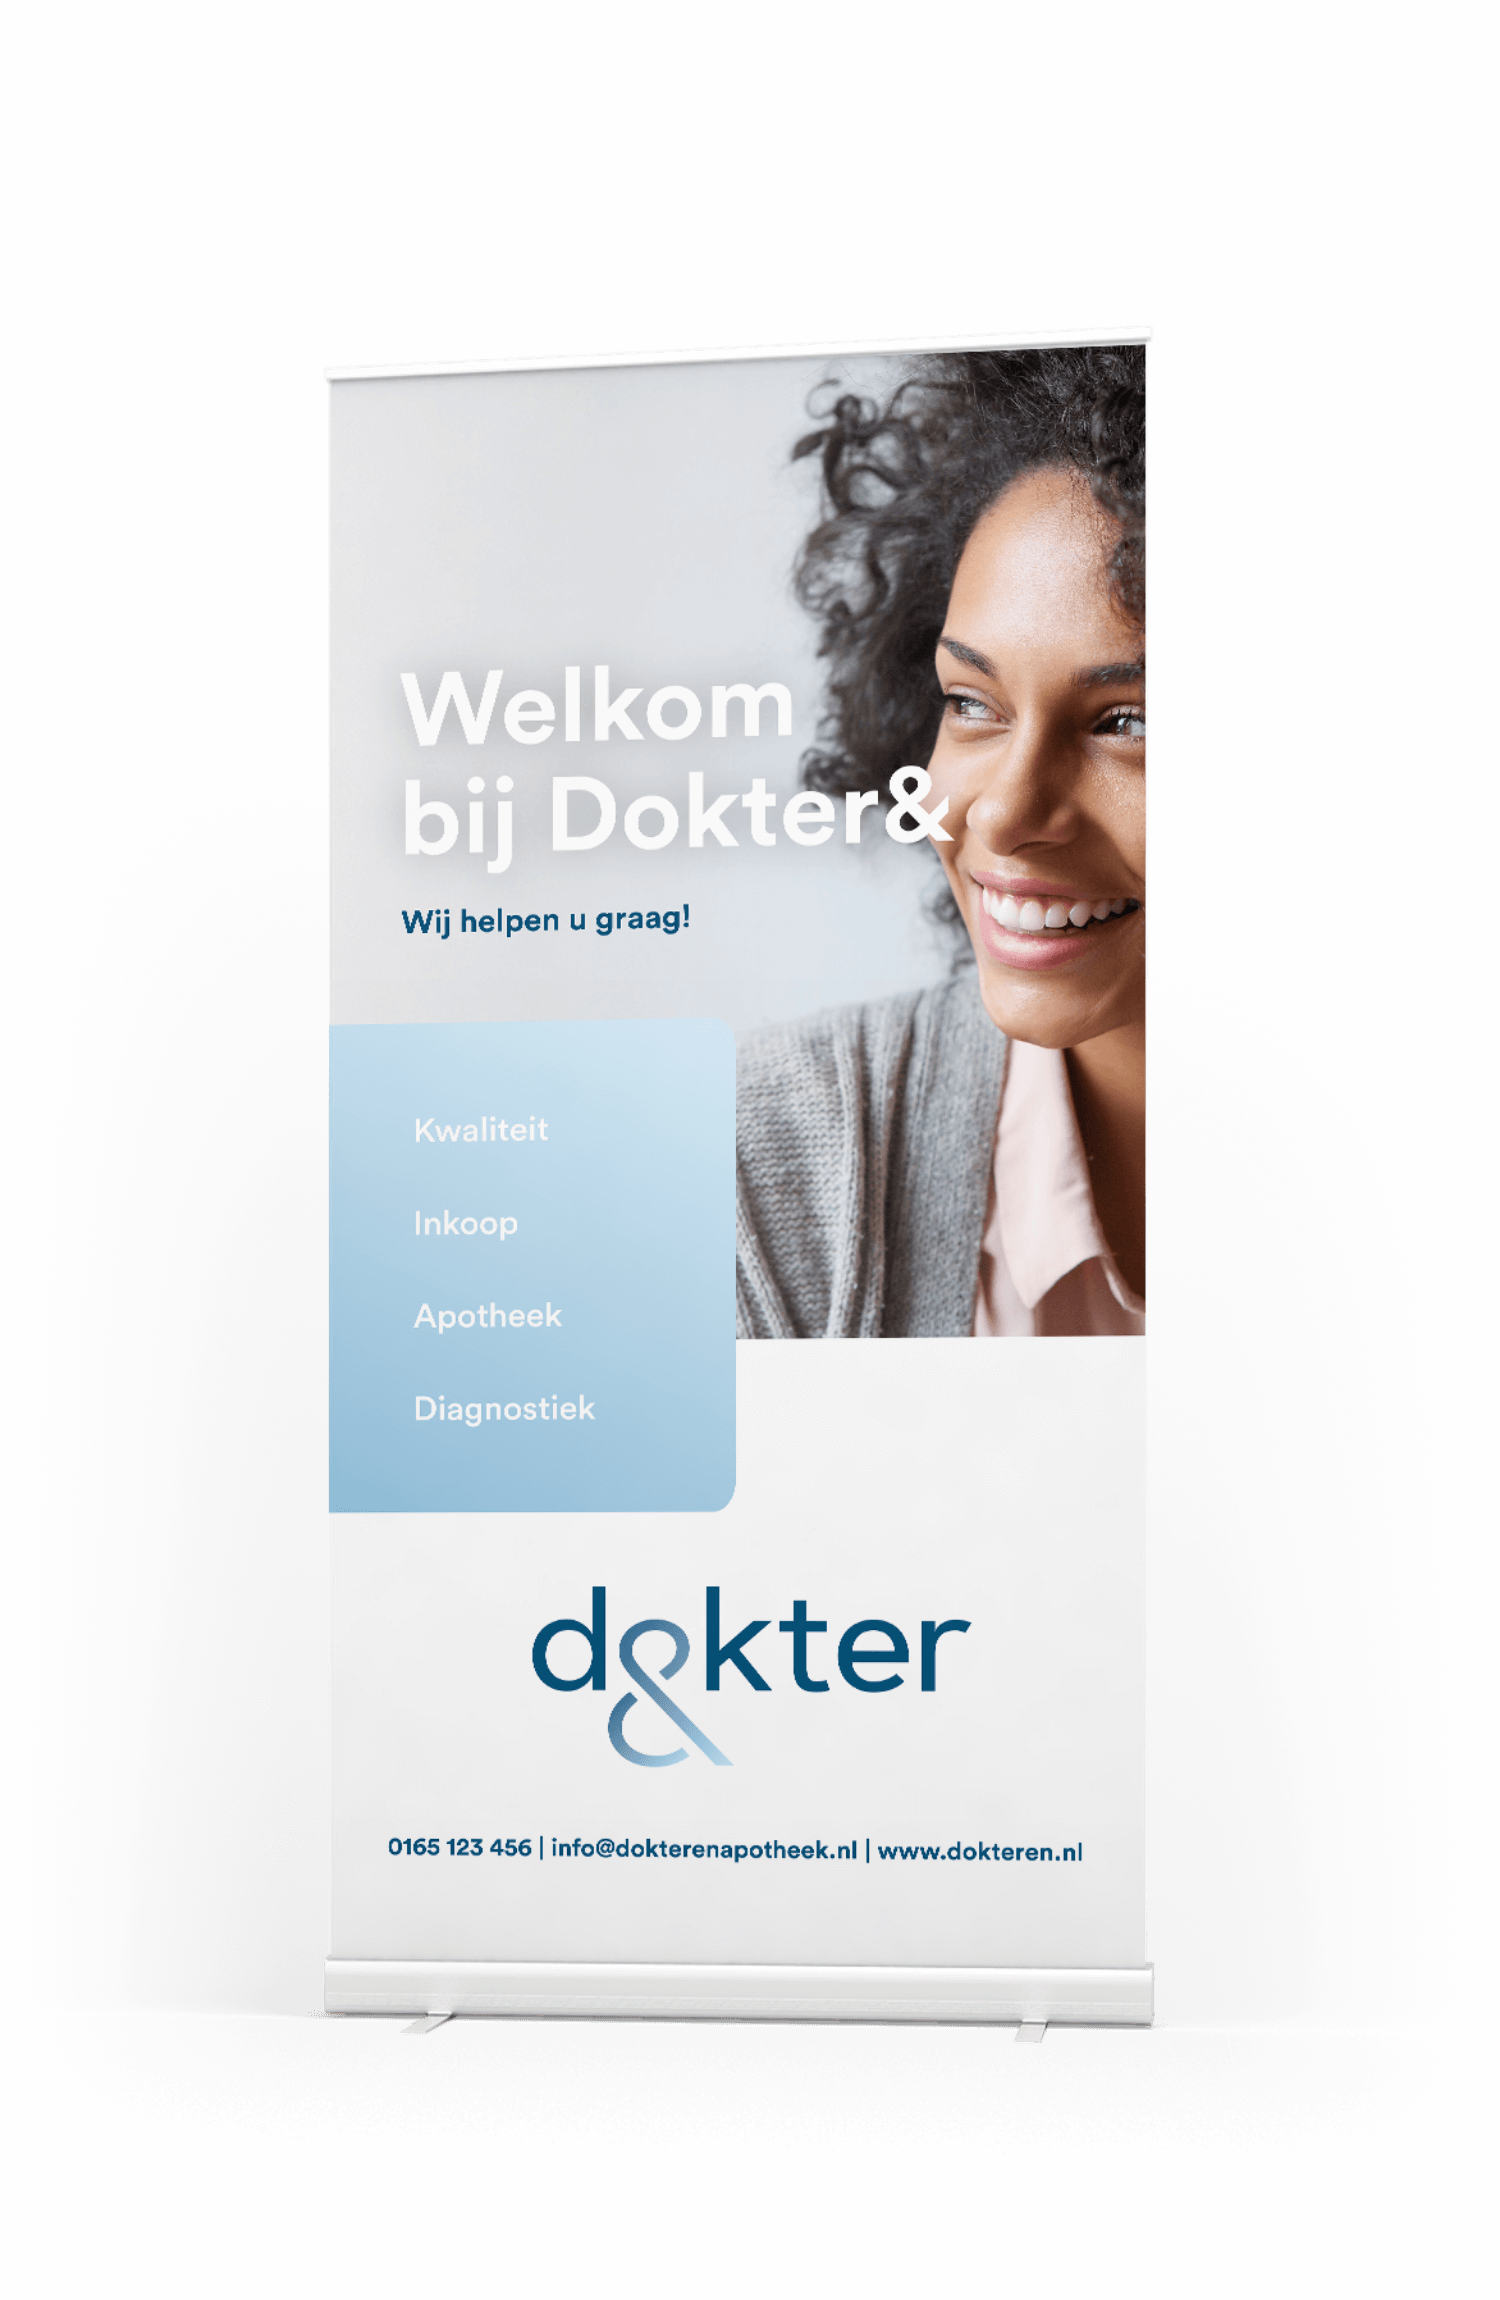 Welkom
bij Dokter&
Wij helpen u graag!
Kwaliteit
Inkoop
Apotheek
Diagnostiek
d&kter
0165 123 456 | info@dokterenapotheek.nl | www.dokteren.nl